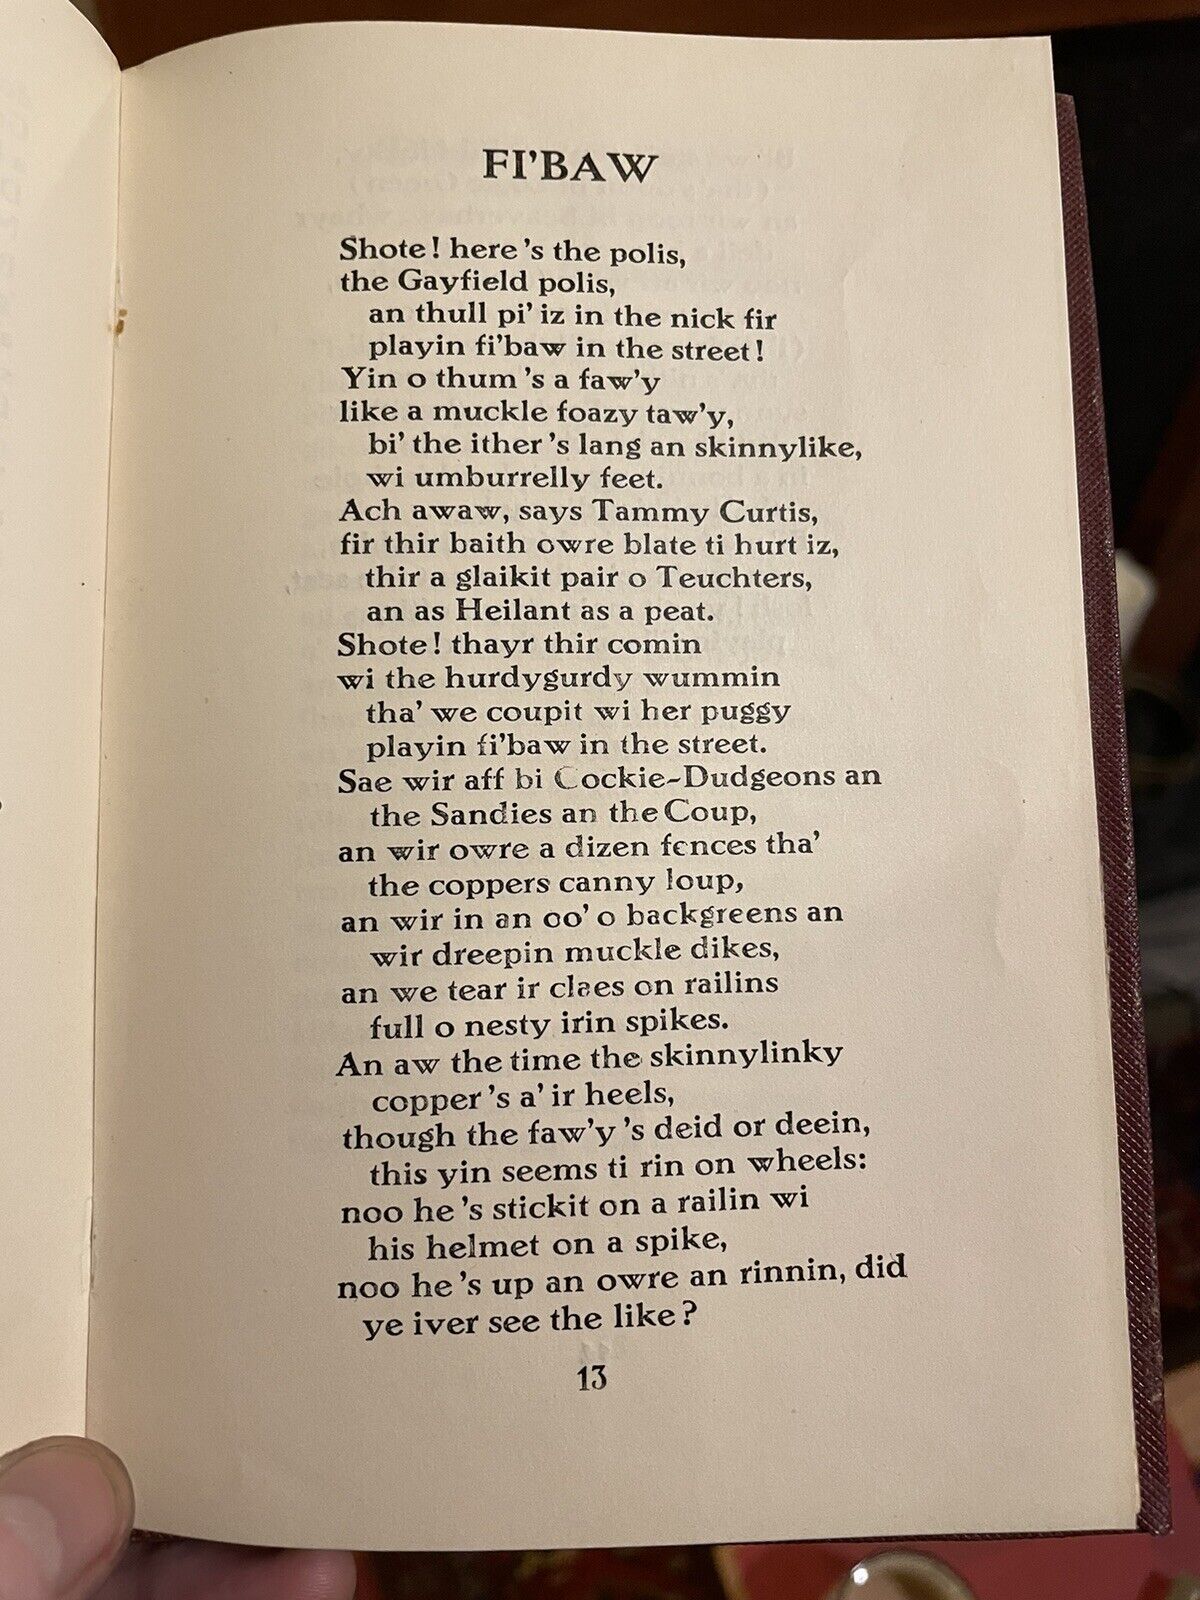 FI'BAW
Shote! here's the polis,
the Gayfield polis,
an thull pi' iz in the nick fir
playin fi'baw in the street!
Yin o thum's a faw'y
like a muckle foazy taw'y,
bi' the ither's lang an skinnylike,
wi umburrelly feet.
Ach awaw, says Tammy Curtis,
fir thir baith owre blate ti hurt iz,
thir a glaikit pair o Teuchters,
an as Heilant as a peat.
Shote! thayr thir comin
wi the hurdygurdy wummin
tha' we coupit wi her puggy
playin fi'baw in the street.
Sae wir aff bi Cockie-Dudgeons an
the Sandies an the Coup,
an wir owre a dizen fences tha'
the coppers canny loup,
an wir in an oo' o backgreens an
wir dreepin muckle dikes,
an we tear ir claes on railins
full o nesty irin spikes.
An aw the time the skinnylinky
copper's a' ir heels,
though the faw'y's deid or deein,
this yin seems ti rin on wheels:
noo he's stickit on a railin wi
his helmet on a spike,
noo he's up an owre an rinnin, did
ye iver see the like?
13